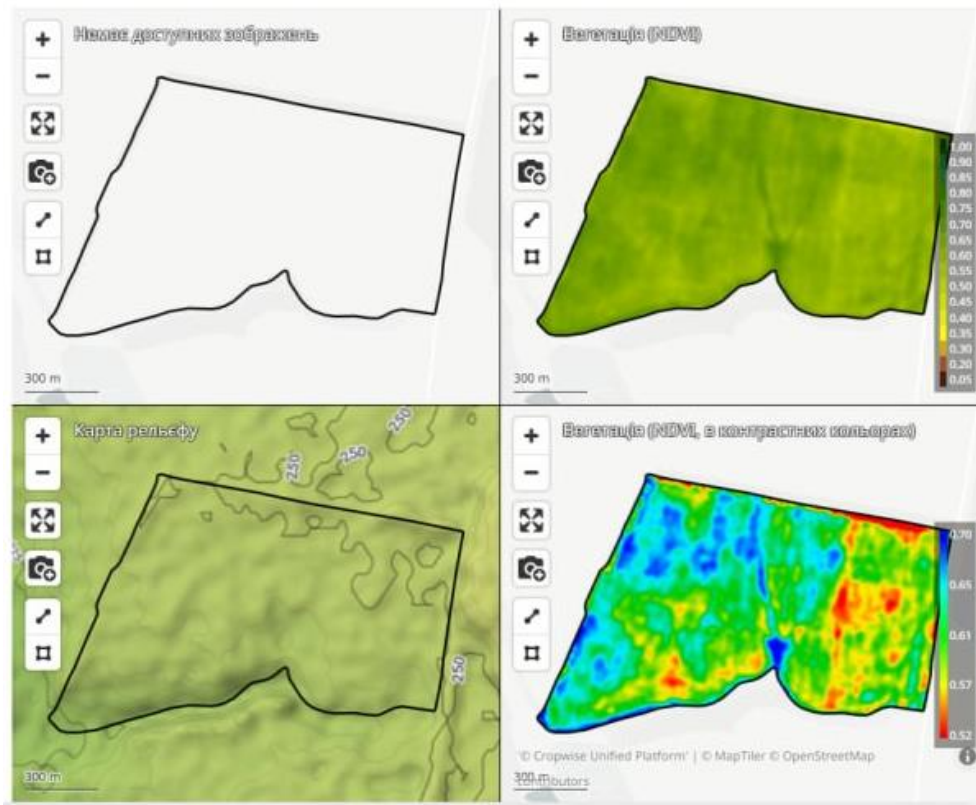 Немає доступних зображень
300 m
Вегетація (NDVI)
1.00
0.90
0.85
0.80
0.75
0.70
0.65
0.60
0.55
0.50
0.45
0.40
0.35
0.30
0.20
0.05
300 m
Карта рельєфу
250
250
250
250
300 m
Вегетація (NDVI, в контрастних кольорах)
0.70
0.65
0.61
0.57
0.52
'© Cropwise Unified Platform' | © MapTiler © OpenStreetMap
contributors
300 m